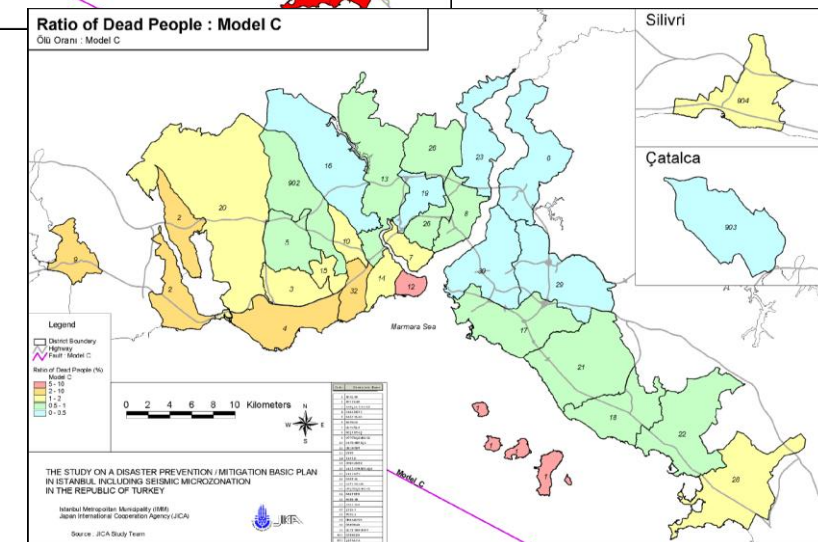 Ratio of Dead People : Model C
Ölü Oranı : Model C
Silivri
904
Çatalca
903
20
902
16
13
26
23
6
2
19
8
5
10
26
9
15
7
2
3
32
14
12
30
29
4
Marmara Sea
17
21
18
22
28
1
1
1
1
Legend
District Boundary
Highway
Fault : Model C
Ratio of Dead People (%)
Model C
5 - 10
2 - 10
1 - 2
0.5 - 1
0 - 0.5
0 2 4 6 8 10 Kilometers
N
W E
S
Model C
THE STUDY ON A DISASTER PREVENTION / MITIGATION BASIC PLAN
IN ISTANBUL INCLUDING SEISMIC MICROZONATION
IN THE REPUBLIC OF TURKEY
Istanbul Metropolitan Municipality (IMM)
Japan International Cooperation Agency (JICA)
JICA
Source : JICA Study Team